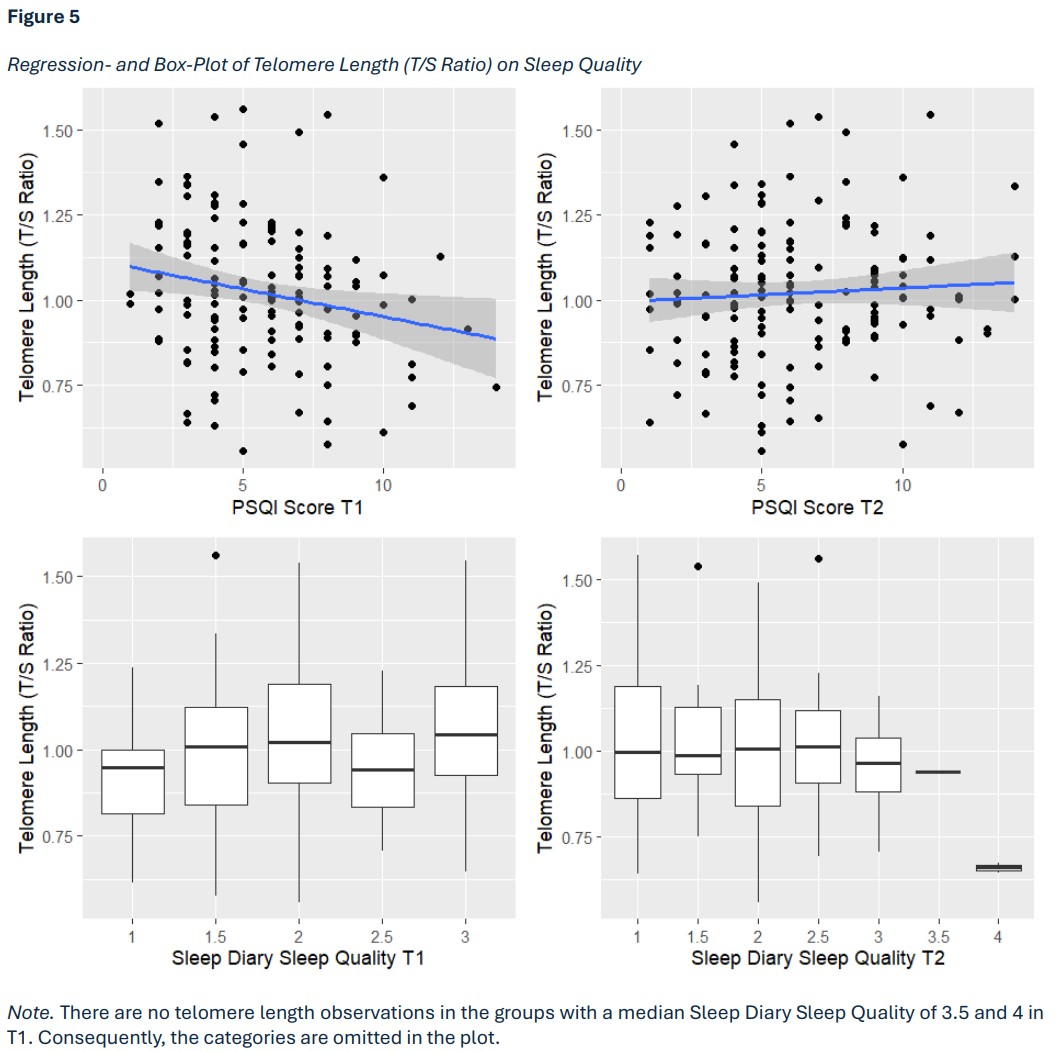 Figure 5
Regression- and Box-Plot of Telomere Length (T/S Ratio) on Sleep Quality
Telomere Length (T/S Ratio)
1.50
1.25
1.00
0.75
0
5
10
PSQI Score T1
Telomere Length (T/S Ratio)
1.50
1.25
1.00
0.75
0
5
10
PSQI Score T2
Telomere Length (T/S Ratio)
1.50
1.25
1.00
0.75
1
1.5
2
2.5
3
Sleep Diary Sleep Quality T1
Telomere Length (T/S Ratio)
1.50
1.25
1.00
0.75
1
1.5
2
2.5
3
3.5
4
Sleep Diary Sleep Quality T2
Note. There are no telomere length observations in the groups with a median Sleep Diary Sleep Quality of 3.5 and 4 in
T1. Consequently, the categories are omitted in the plot.